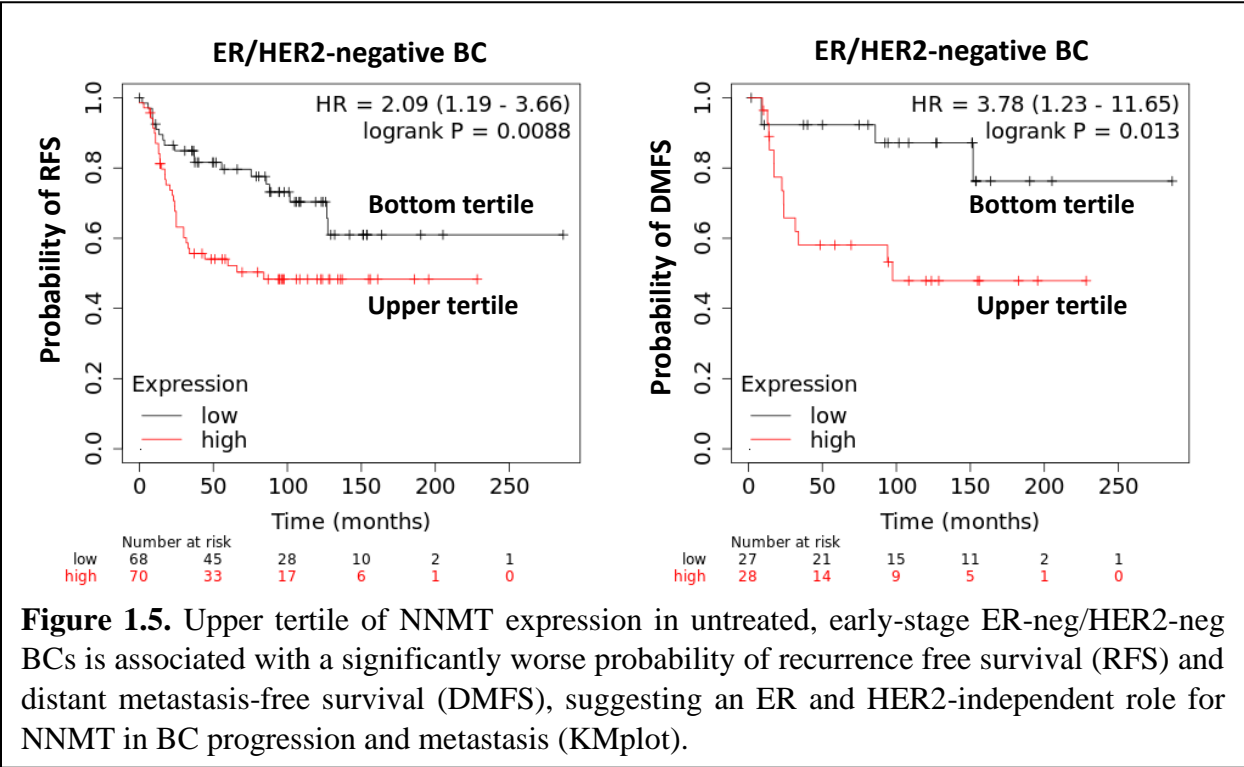 ER/HER2-negative BC
HR = 2.09 (1.19 - 3.66)
logrank P = 0.0088
Probability of RFS
1.0
0.8
0.6
0.4
0.2
0.0
Bottom tertile
Upper tertile
Expression
low
high
0 50 100 150 200 250
Time (months)
Number at risk
low 68 45 28 10 2 1
high 70 33 17 6 1 0
ER/HER2-negative BC
HR = 3.78 (1.23 - 11.65)
logrank P = 0.013
Probability of DMFS
1.0
0.8
0.6
0.4
0.2
0.0
Bottom tertile
Upper tertile
Expression
low
high
0 50 100 150 200 250
Time (months)
Number at risk
low 27 21 15 11 2 1
high 28 14 9 5 1 0
Figure 1.5. Upper tertile of NNMT expression in untreated, early-stage ER-neg/HER2-neg
BCs is associated with a significantly worse probability of recurrence free survival (RFS) and
distant metastasis-free survival (DMFS), suggesting an ER and HER2-independent role for
NNMT in BC progression and metastasis (KMplot).